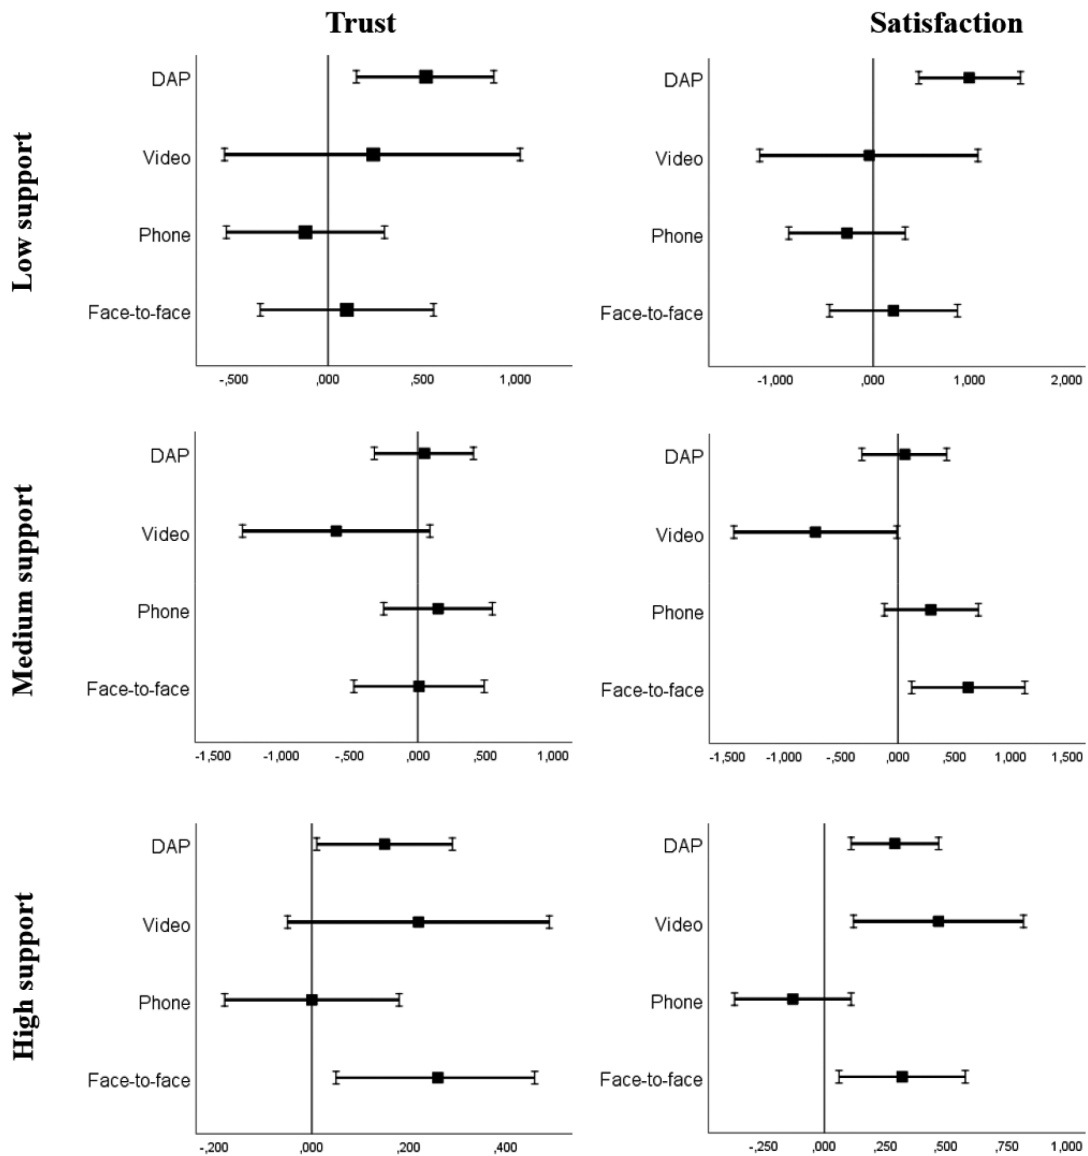 Trust
Satisfaction
Low support
DAP
Video
Phone
Face-to-face
-,500 ,000 ,500 1,000
DAP
Video
Phone
Face-to-face
-1,000 ,000 1,000 2,000
Medium support
DAP
Video
Phone
Face-to-face
-1,500 -1,000 -,500 ,000 ,500 1,000
DAP
Video
Phone
Face-to-face
-1,500 -1,000 -,500 ,000 ,500 1,000 1,500
High support
DAP
Video
Phone
Face-to-face
-,200 ,000 ,200 ,400
DAP
Video
Phone
Face-to-face
-,250 ,000 ,250 ,500 ,750 1,000